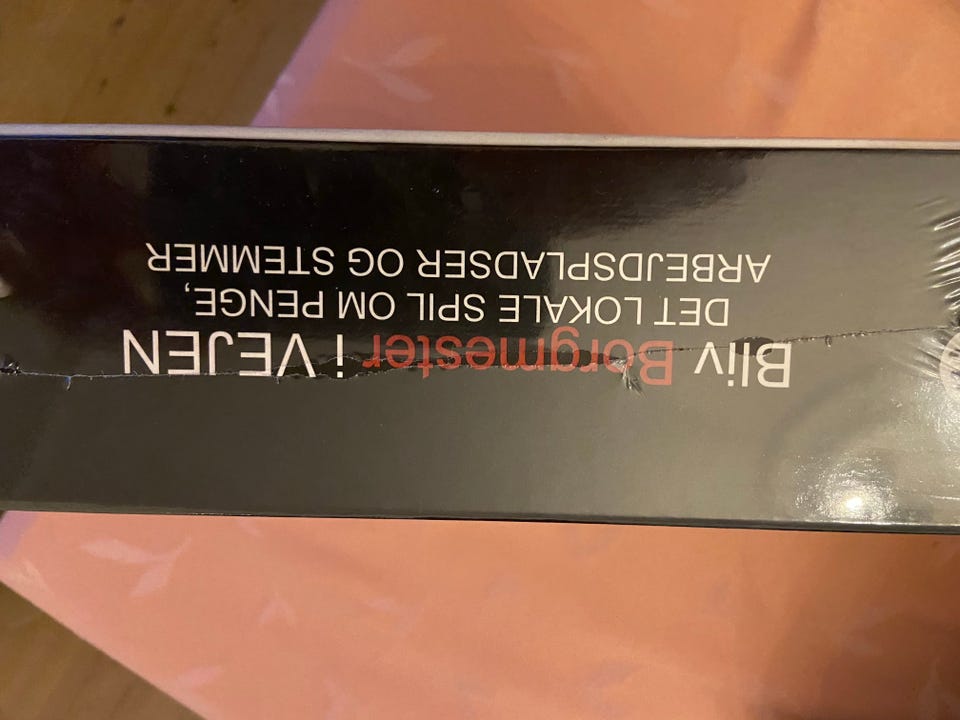 Bliv Borgmester i VEJEN
DET LOKALE SPIL OM PENGE,
ARBEJDSPLADSER OG STEMMER